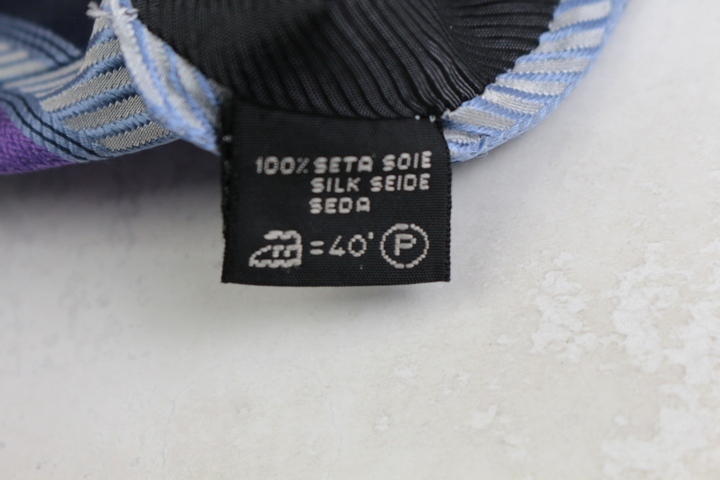 100% SETA SOIE
SILK SEIDE
SEDA
= 40° P